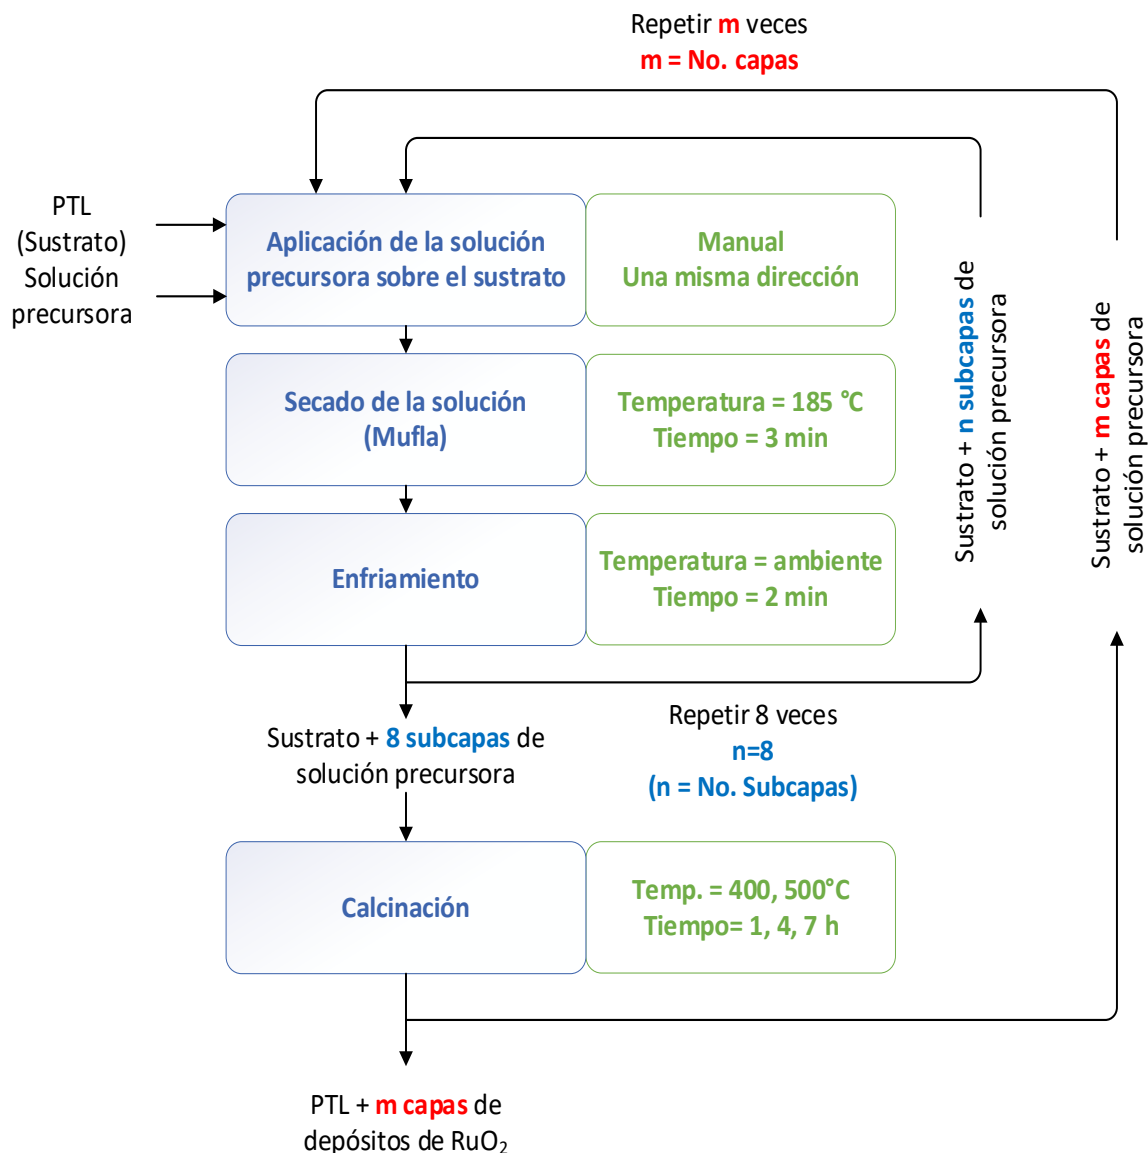 Repetir m veces
m = No. capas
PTL
(Sustrato)
Solución
precursora
Aplicación de la solución
precursora sobre el sustrato
Manual
Una misma dirección
Secado de la solución
(Mufla)
Temperatura = 185 °C
Tiempo = 3 min
Enfriamiento
Temperatura = ambiente
Tiempo = 2 min
Sustrato + n subcapas de
solución precursora
Sustrato + m capas de
solución precursora
Sustrato + 8 subcapas de
solución precursora
Repetir 8 veces
n=8
(n = No. Subcapas)
Calcinación
Temp. = 400, 500°C
Tiempo= 1, 4, 7 h
PTL + m capas de
depósitos de RuO₂